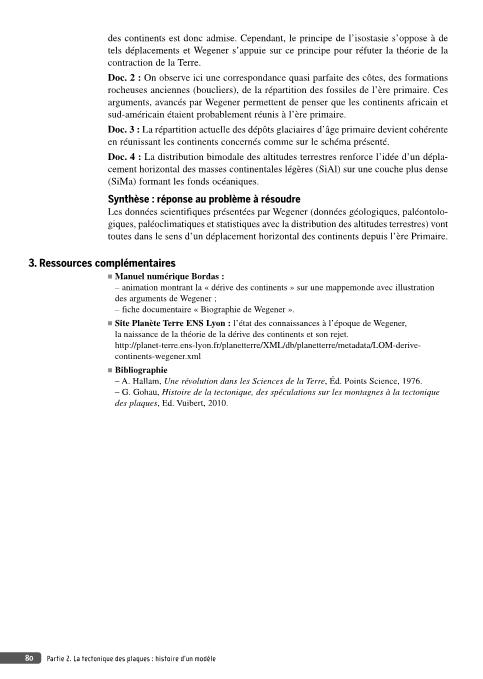 des continents est donc admise. Cependant, le principe de l’isostasie s’oppose à de
tels déplacements et Wegener s’appuie sur ce principe pour réfuter la théorie de la
contraction de la Terre.
Doc. 2 : On observe ici une correspondance quasi parfaite des côtes, des formations
rocheuses anciennes (boucliers), de la répartition des fossiles de l’ère primaire. Ces
arguments, avancés par Wegener permettent de penser que les continents africain et
sud-américain étaient probablement réunis à l’ère primaire.
Doc. 3 : La répartition actuelle des dépôts glaciaires d’âge primaire devient cohérente
en réunissant les continents concernés comme sur le schéma présenté.
Doc. 4 : La distribution bimodale des altitudes terrestres renforce l’idée d’un dépla-
cement horizontal des masses continentales légères (SiAl) sur une couche plus dense
(SiMa) formant les fonds océaniques.
Synthèse : réponse au problème à résoudre
Les données scientifiques présentées par Wegener (données géologiques, paléontolo-
giques, paléoclimatiques et statistiques avec la distribution des altitudes terrestres) vont
toutes dans le sens d’un déplacement horizontal des continents depuis l’ère Primaire.
3. Ressources complémentaires
■ Manuel numérique Bordas :
– animation montrant la « dérive des continents » sur une mappemonde avec illustration
des arguments de Wegener ;
– fiche documentaire « Biographie de Wegener ».
■ Site Planète Terre ENS Lyon : l’état des connaissances à l’époque de Wegener,
la naissance de la théorie de la dérive des continents et son rejet.
http://planet-terre.ens-lyon.fr/planetterre/XML/db/planetterre/metadata/LOM-derive-
continents-wegener.xml
■ Bibliographie
– A. Hallam, Une révolution dans les Sciences de la Terre, Éd. Points Science, 1976.
– G. Gohau, Histoire de la tectonique, des spéculations sur les montagnes à la tectonique
des plaques, Ed. Vuibert, 2010.
80 Partie 2. La tectonique des plaques : histoire d’un modèle